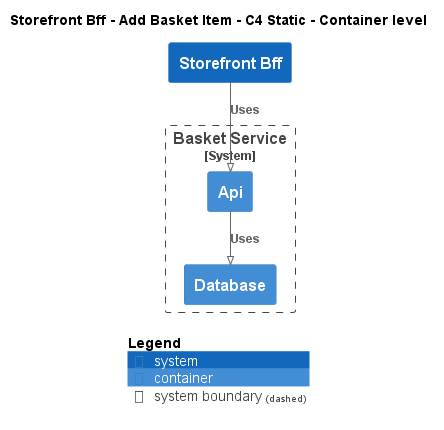 Storefront Bff - Add Basket Item - C4 Static - Container level
Storefront Bff
Uses
Basket Service
[System]
Api
Uses
Database
Legend
system
container
system boundary (dashed)